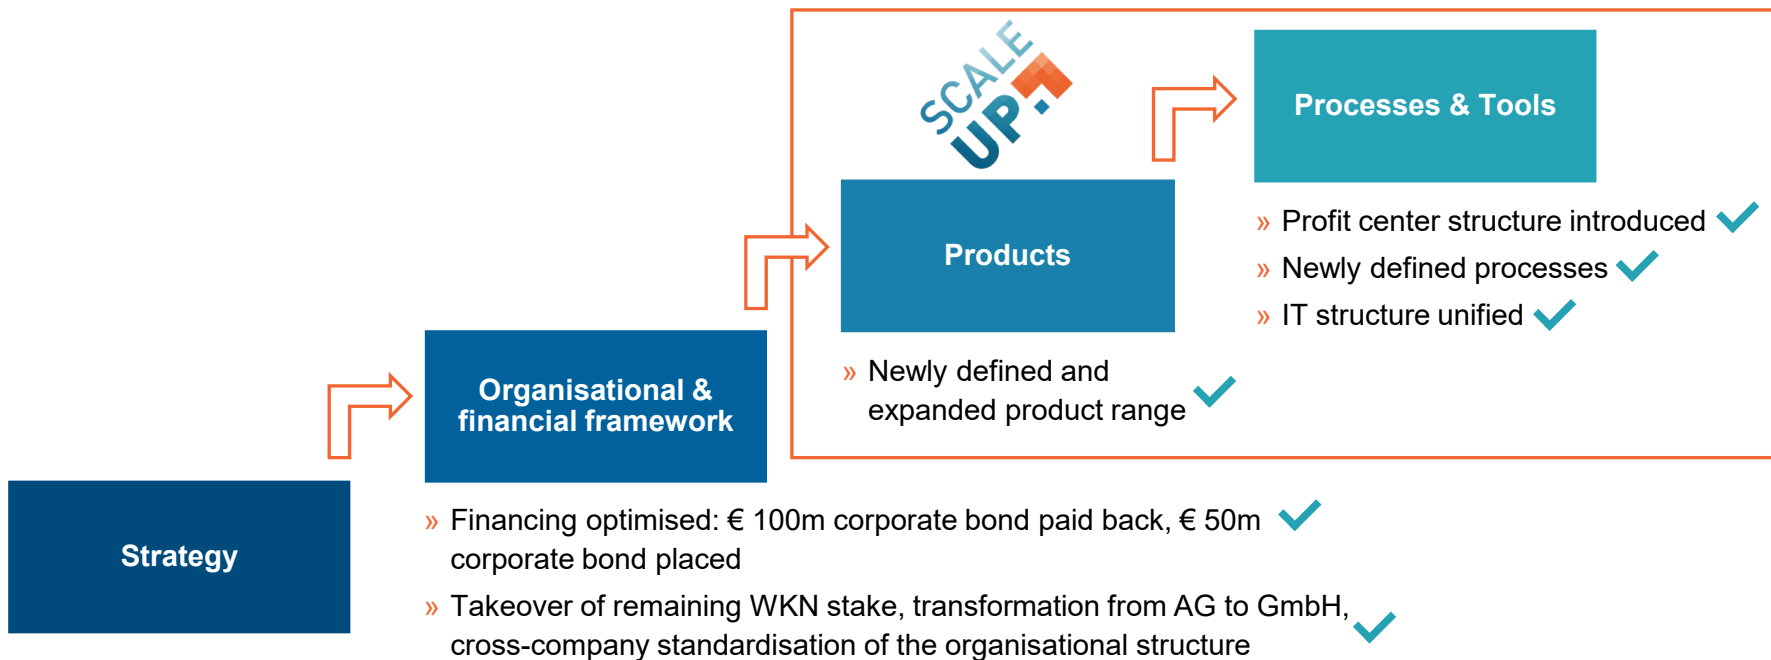 SCALE
UP
Processes & Tools
» Profit center structure introduced
» Newly defined processes
» IT structure unified
Products
» Newly defined and
expanded product range
Organisational &
financial framework
» Financing optimised: € 100m corporate bond paid back, € 50m
corporate bond placed
» Takeover of remaining WKN stake, transformation from AG to GmbH,
cross-company standardisation of the organisational structure
Strategy